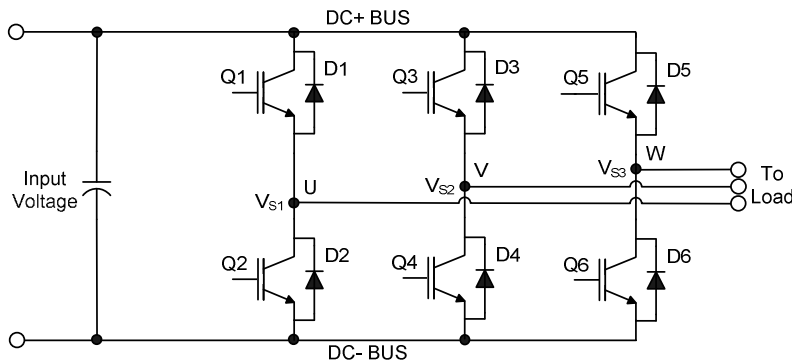 DC+ BUS
Q1
D1
Q3
D3
Q5
D5
Input
Voltage
VS1
U
VS2
V
VS3
W
To
Load
Q2
D2
Q4
D4
Q6
D6
DC- BUS